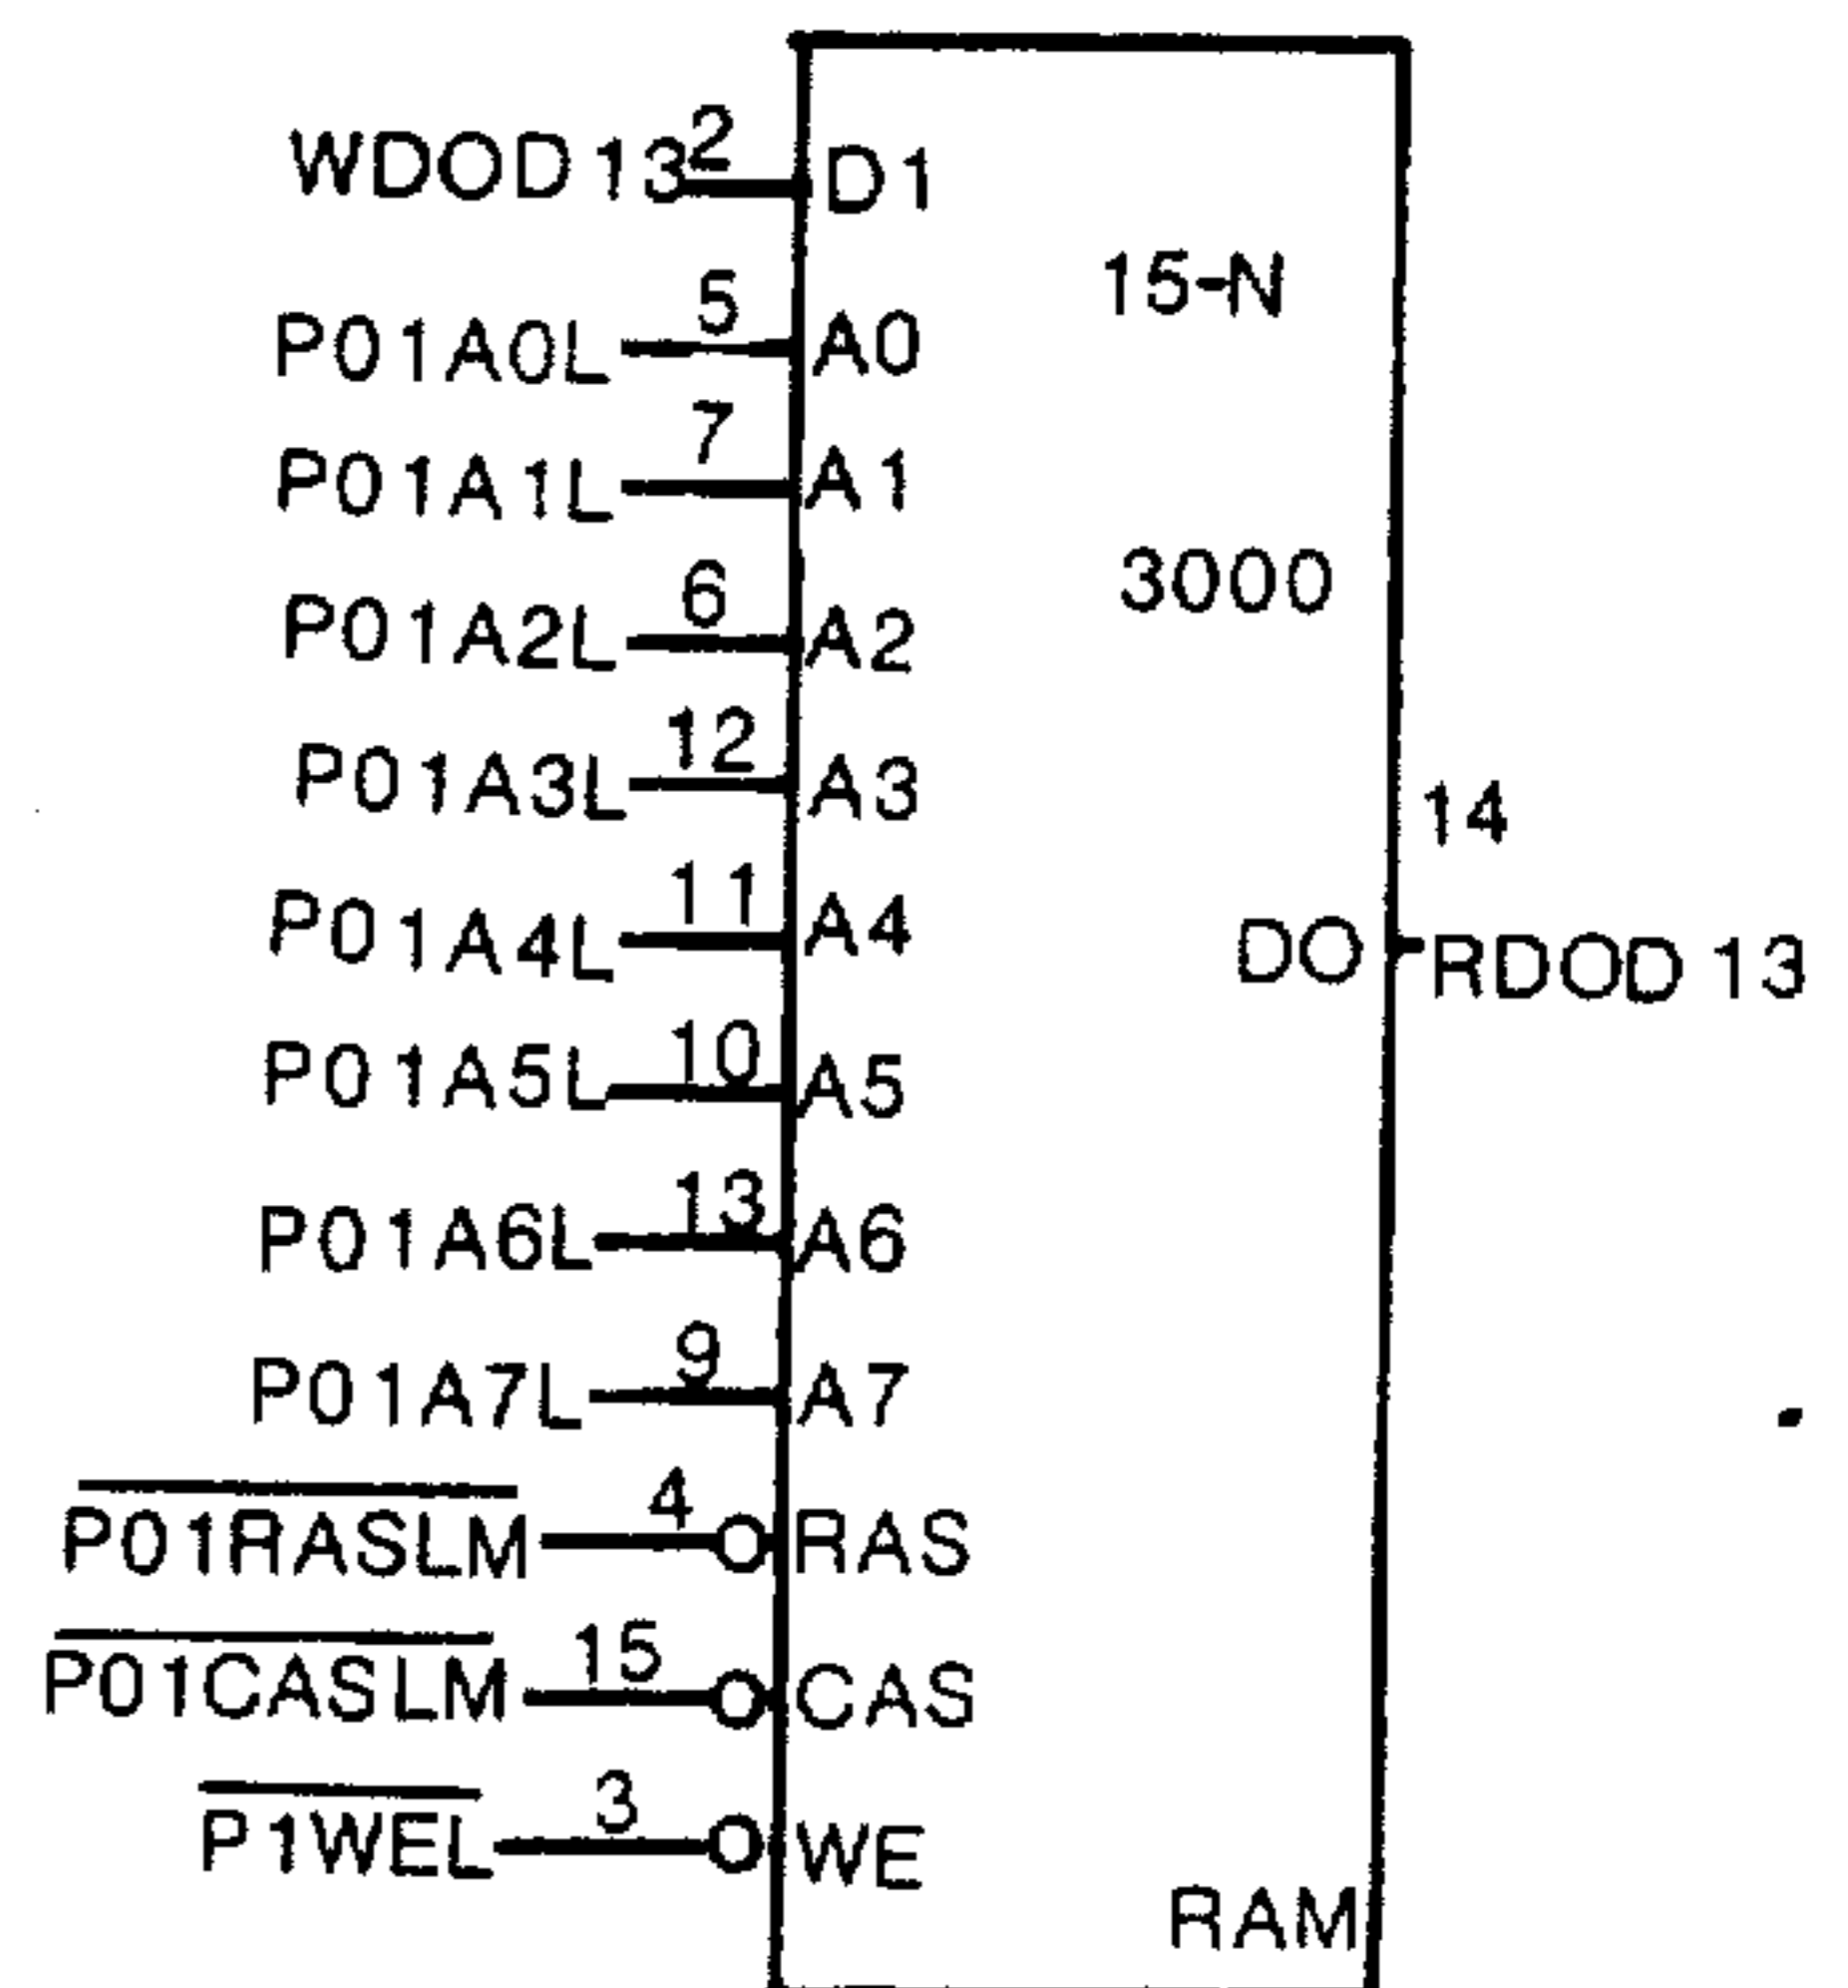 WDOD13 2 D1
15-N
P01A0L 5 A0
P01A1L 7 A1
3000
P01A2L 6 A2
P01A3L 12 A3
14
P01A4L 11 A4
DO RDOD13
P01A5L 10 A5
P01A6L 13 A6
P01A7L 9 A7
P01RASLM 4 RAS
P01CASLM 15 CAS
P1WEL 3 WE
RAM